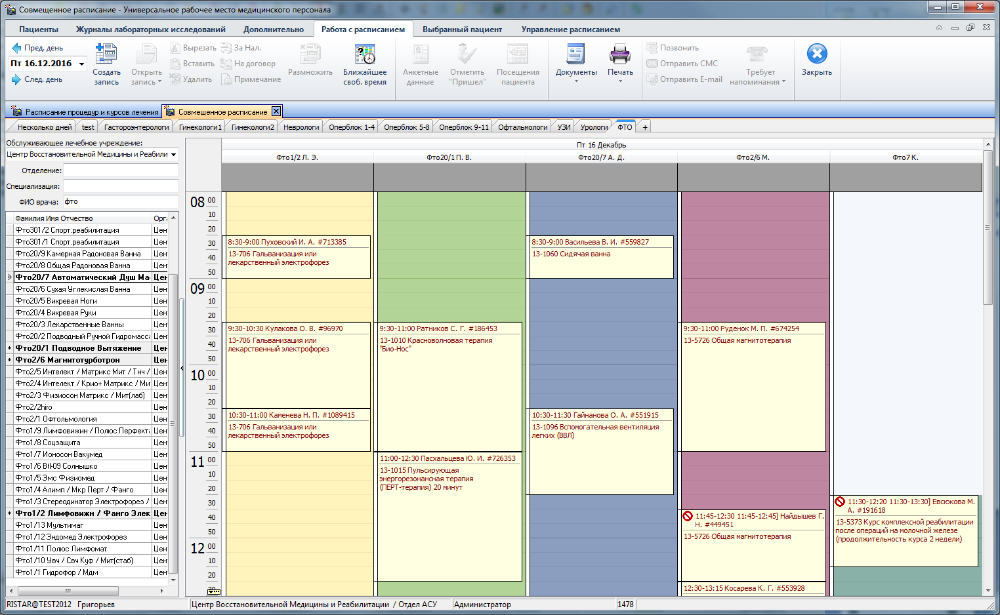 Совмещенное расписание - Универсальное рабочее место медицинского персонала
Пациенты Журналы лабораторных исследований Дополнительно Работа с расписанием Выбранный пациент Управление расписанием
Пред. день
Пт 16.12.2016
След. день
Создать запись
Открыть запись
Вырезать
Вставить
Удалить
За Нал.
На договор
Примечание
Размножить
Ближайшее своб. время
Анкетные данные
Отметить "Пришел"
Посещения пациента
Документы
Печать
Позвонить
Отправить СМС
Отправить E-mail
Требует напоминания
Закрыть
Расписание процедур и курсов лечения Совмещенное расписание
Несколько дней test Гастороэнтерологи Гинекологи1 Гинекологи2 Неврологи Оперблок 1-4 Оперблок 5-8 Оперблок 9-11 Офтальмологи УЗИ Урологи ФТО +
Обслуживающее лечебное учреждение:
Центр Восстановительной Медицины и Реабили
Отделение:
Специализация:
ФИО врача: фто
Фамилия Имя Отчество Орга
Фто301/2 Спорт.реабилитация Цен
Фто301/1 Спорт.реабилитация Цен
Фто20/9 Камерная Радоновая Ванна Цен
Фто20/8 Общая Радоновая Ванна Цен
Фто20/7 Автоматический Душ Ма Цен
Фто20/6 Сухая Углекислая Ванна Цен
Фто20/5 Вихревая Ноги Цен
Фто20/4 Вихревая Руки Цен
Фто20/3 Лекарственные Ванны Цен
Фто20/2 Подводный Ручной Гидромасса Цен
Фто20/1 Подводное Вытяжение Цен
Фто2/6 Магнитотурботрон Цен
Фто2/5 Интелект / Матрикс Мит / Тнч / Цен
Фто2/4 Интелект / Крио+ Матрикс / Ми Цен
Фто2/3 Физиосон Матрикс / Мит(лаб) Цен
Фто2/2hiro Цен
Фто2/1 Офтольмология Цен
Фто1/9 Лимфовижин / Полюс Перфект Цен
Фто1/8 Соцзащита Цен
Фто1/7 Ионосон Вакумед Цен
Фто1/6 Btl-09 Солнышко Цен
Фто1/5 Эмс Физиомед Цен
Фто1/4 Алимп / Мкр Перт / Фанго Цен
Фто1/3 Стереодинатор Электрофорез / Цен
Фто1/2 Лимфовижн / Фанго Элек Цен
Фто1/13 Мультимаг Цен
Фто1/12 Эндомед Электрофорез Цен
Фто1/11 Полюс Лимфомат Цен
Фто1/10 Увч / Свч Куф / Мит(стаб) Цен
Фто1/1 Гидрофор / Мдм Цен
Пт 16 Декабрь
Фто1/2 Л. Э. Фто20/1 П. В. Фто20/7 А. Д. Фто2/6 М. Фто7 К.
08 00
10
20
30
40
50
09 00
10
20
30
40
50
10 00
10
20
30
40
50
11 00
10
20
30
40
50
12 00
10
20
30
8:30-9:00 Пуховский И. А. #713385
13-706 Гальванизация или
лекарственный электрофорез
9:30-10:30 Кулакова О. В. #96970
13-706 Гальванизация или
лекарственный электрофорез
10:30-11:00 Каменева Н. П. #1089415
13-706 Гальванизация или
лекарственный электрофорез
9:30-11:00 Ратников С. Г. #186453
13-1010 Красноволновая терапия
"Био-Нос"
11:00-12:30 Пасхальцева Ю. И. #726353
13-1015 Пульсирующая
энергорезонансная терапия
(ПЕРТ-терапия) 20 минут
8:30-9:00 Васильева В. И. #559827
13-1060 Сидячая ванна
10:30-11:30 Гайнанова О. А. #551915
13-1096 Вспомогательная вентиляция
легких (ВВЛ)
9:30-11:00 Руденок М. П. #674254
13-5726 Общая магнитотерапия
11:45-12:30 11:45-12:45] Найдышев Г.
Н. #449451
13-5726 Общая магнитотерапия
12:30-13:15 Косарева К. Г. #553928
11:30-12:20 11:30-13:30] Евсюкова М.
А. #191618
13-5373 Курс комплексной реабилитации
после операций на молочной железе
(продолжительность курса 2 недели)
RISTAR@TEST2012 Григорьев Центр Восстановительной Медицины и Реабилитации / Отдел АСУ Администратор 1478